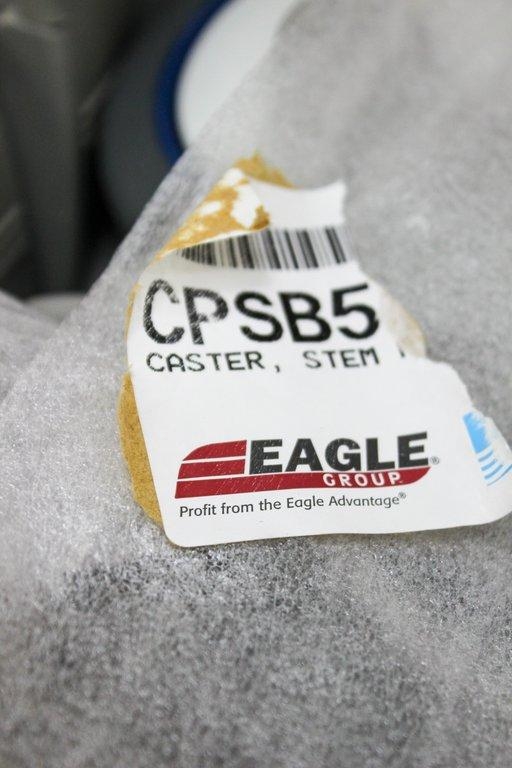 CPSB5
CASTER, STEM
EAGLE®
GROUP
Profit from the Eagle Advantage®